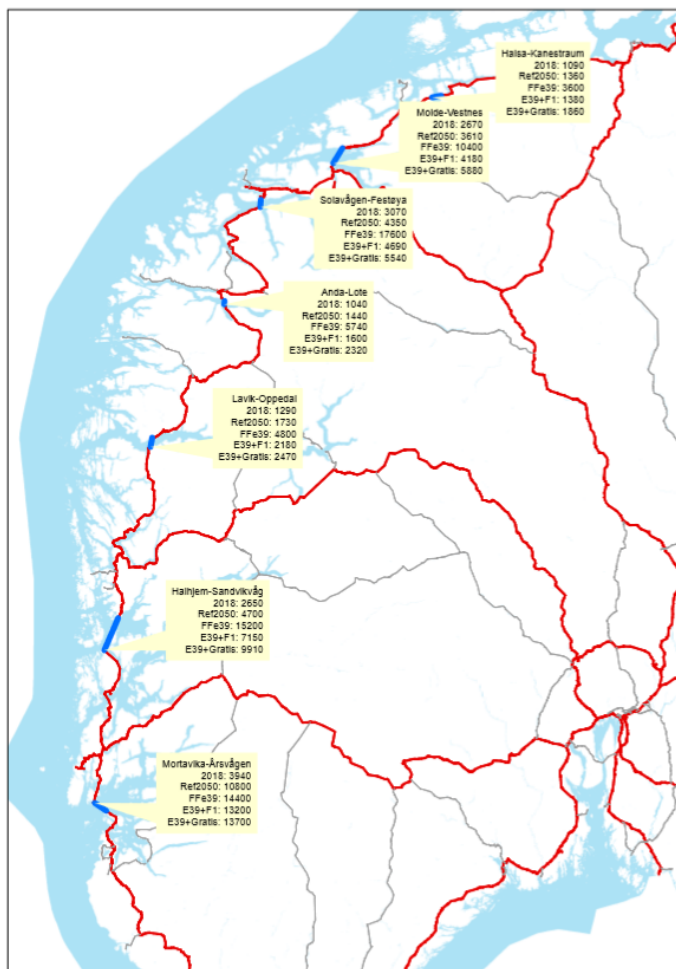 Halsa-Kanestraum
2018: 1090
Ref2050: 1360
FFe39: 3600
E39+F1: 1380
E39+Gratis: 1860
Molde-Vestnes
2018: 2670
Ref2050: 3610
FFe39: 10400
E39+F1: 4180
E39+Gratis: 5880
Solavågen-Festøya
2018: 3070
Ref2050: 4350
FFe39: 17600
E39+F1: 4690
E39+Gratis: 5540
Anda-Lote
2018: 1040
Ref2050: 1440
FFe39: 5740
E39+F1: 1600
E39+Gratis: 2320
Lavik-Oppedal
2018: 1290
Ref2050: 1730
FFe39: 4800
E39+F1: 2180
E39+Gratis: 2470
Halhjem-Sandvikvåg
2018: 2650
Ref2050: 4700
FFe39: 15200
E39+F1: 7150
E39+Gratis: 9910
Mortavika-Årsvågen
2018: 3940
Ref2050: 10800
FFe39: 14400
E39+F1: 13200
E39+Gratis: 13700